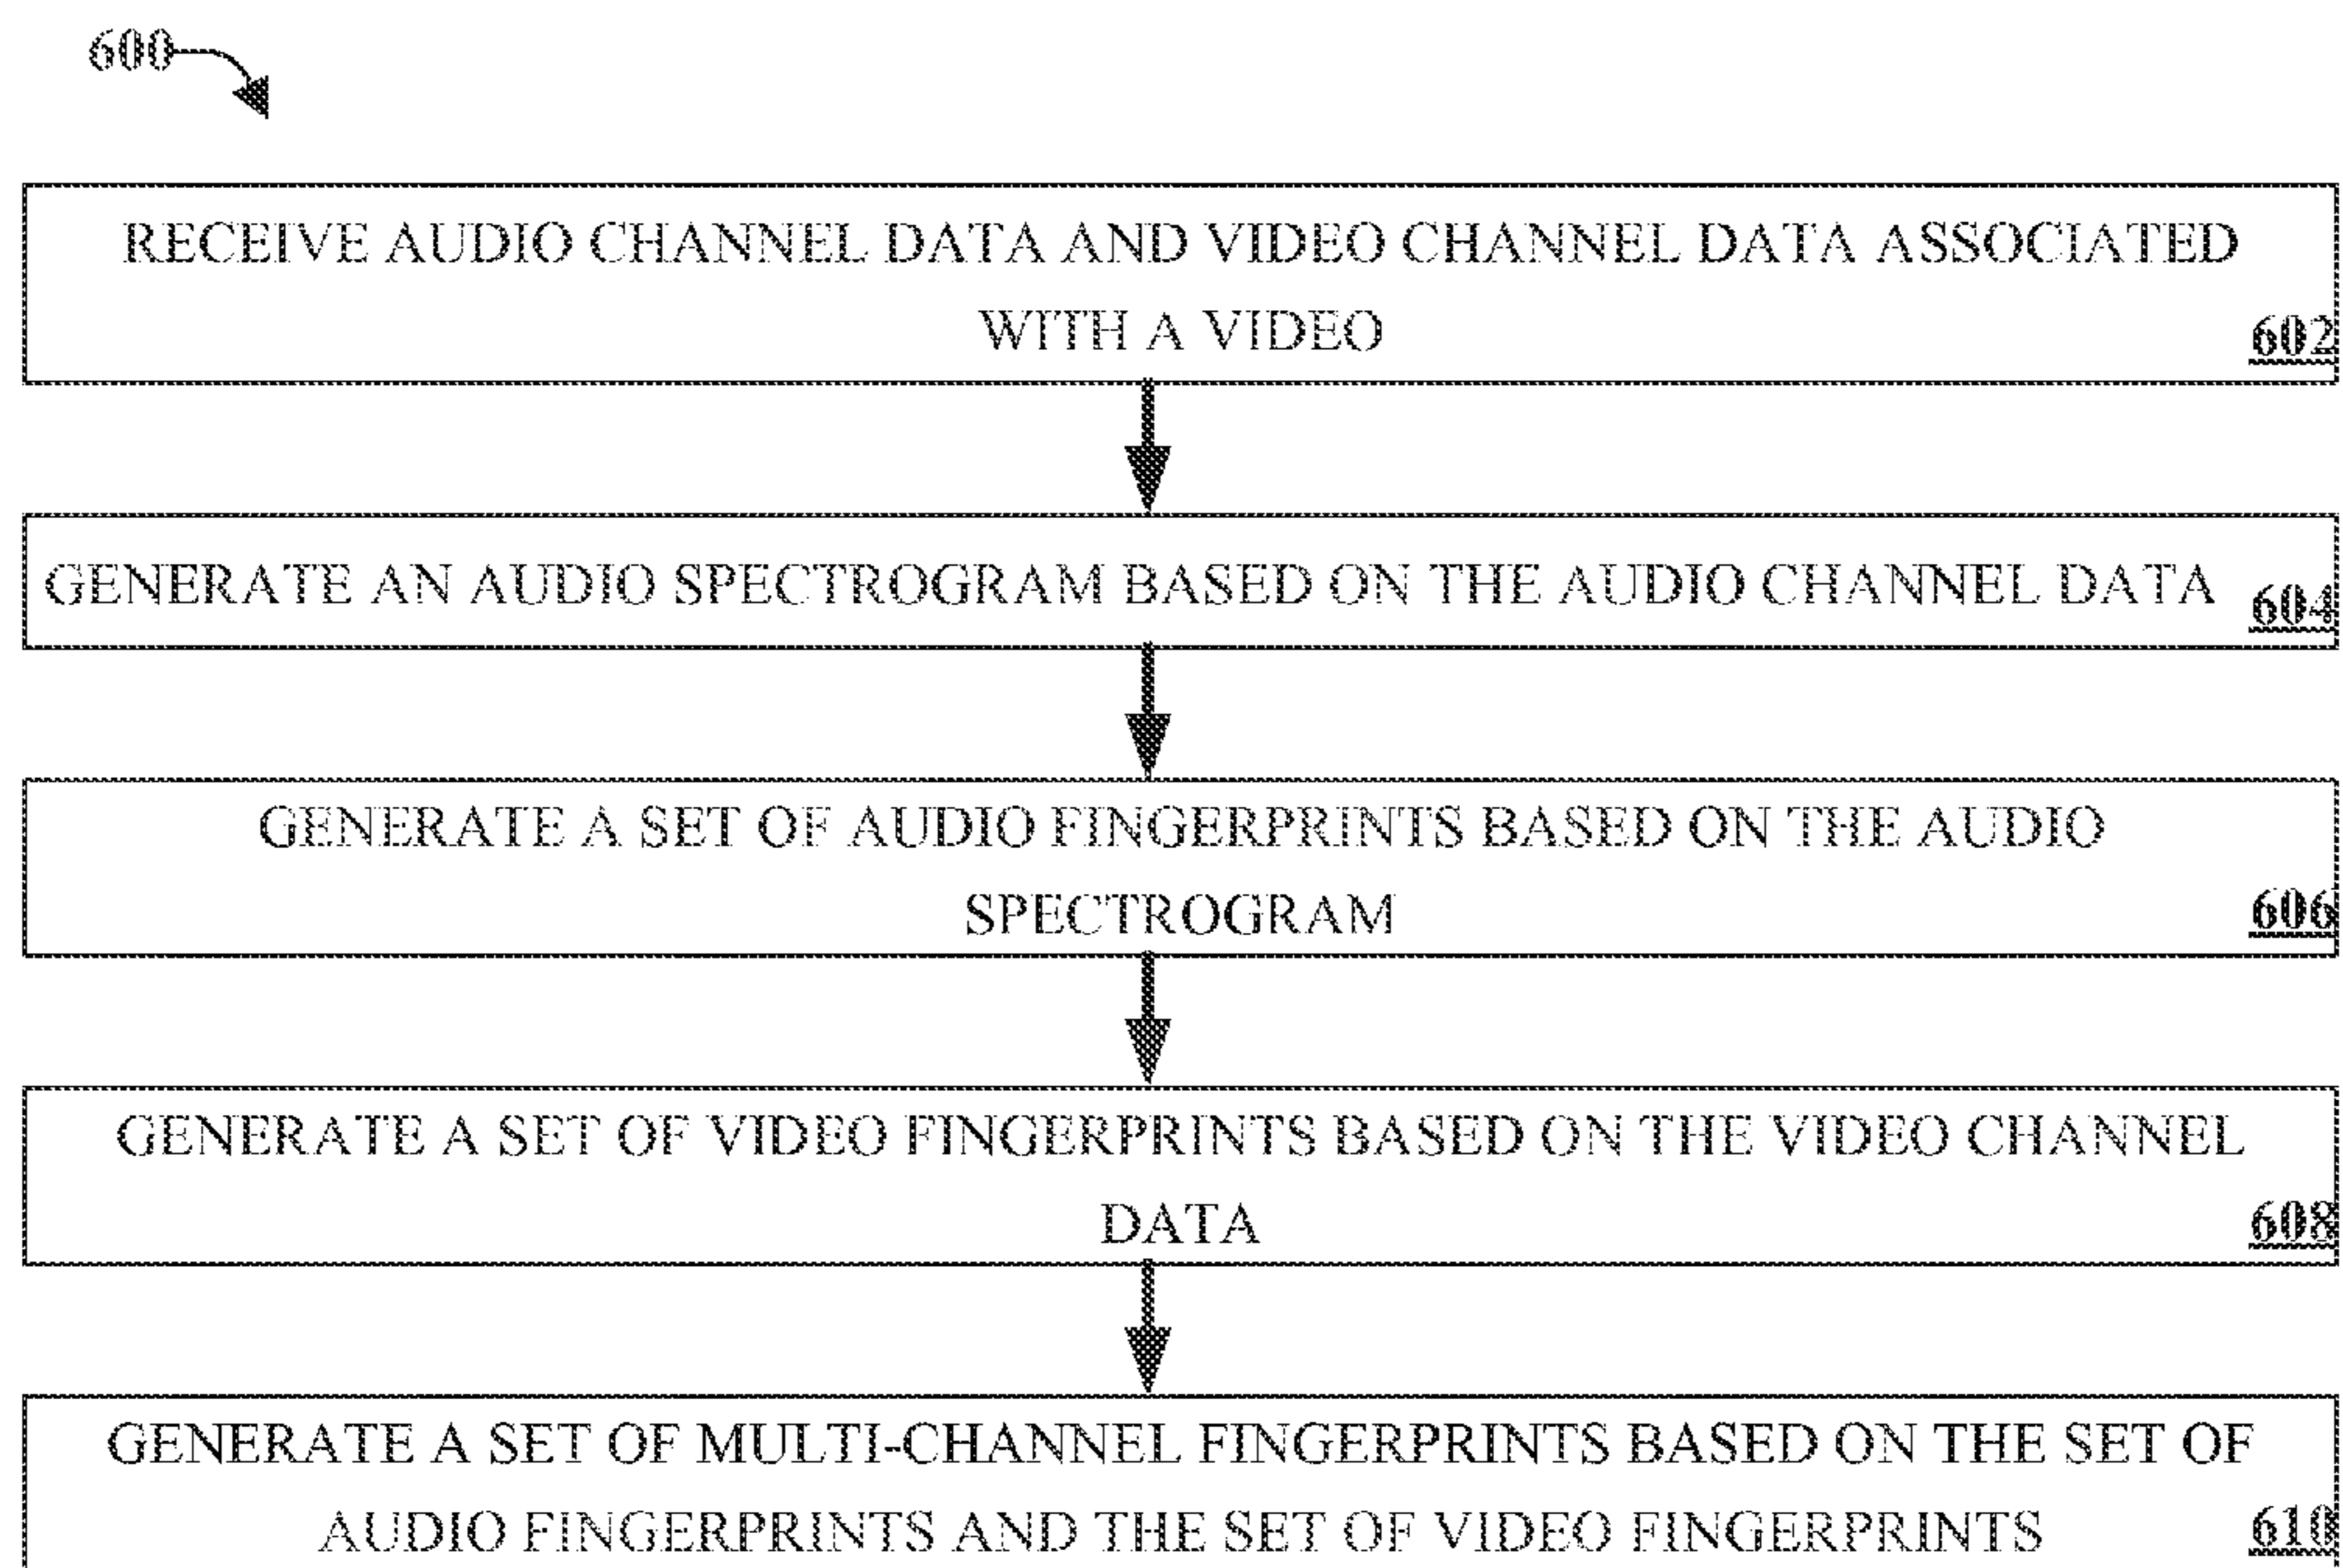 600
RECEIVE AUDIO CHANNEL DATA AND VIDEO CHANNEL DATA ASSOCIATED
WITH A VIDEO
602
GENERATE AN AUDIO SPECTROGRAM BASED ON THE AUDIO CHANNEL DATA
604
GENERATE A SET OF AUDIO FINGERPRINTS BASED ON THE AUDIO
SPECTROGRAM
606
GENERATE A SET OF VIDEO FINGERPRINTS BASED ON THE VIDEO CHANNEL
DATA
608
GENERATE A SET OF MULTI-CHANNEL FINGERPRINTS BASED ON THE SET OF
AUDIO FINGERPRINTS AND THE SET OF VIDEO FINGERPRINTS
610